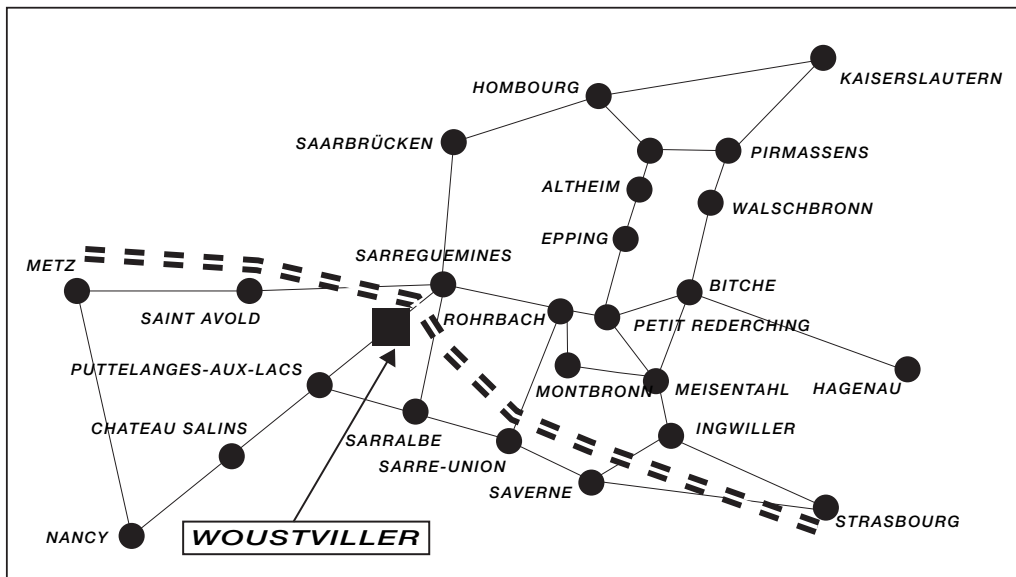 KAISERSLAUTERN
HOMBOURG
SAARBRÜCKEN
PIRMASSENS
ALTHEIM
WALSCHBRONN
EPPING
SARREGUEMINES
METZ
BITCHE
SAINT AVOLD
ROHRBACH
PETIT REDERCHING
PUTTELANGES-AUX-LACS
MONTBRONN
MEISENTAHL
HAGENAU
CHATEAU SALINS
SARRALBE
INGWILLER
SARRE-UNION
SAVERNE
STRASBOURG
NANCY
WOUSTVILLER